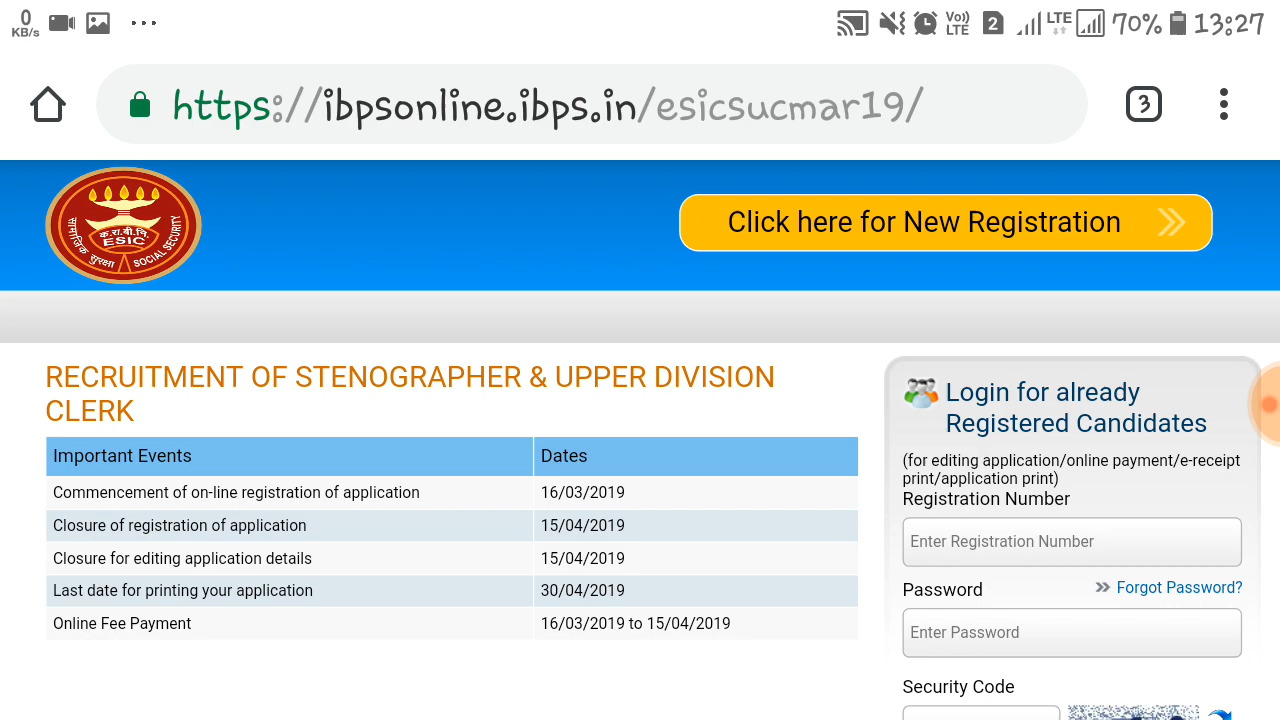 0
KB/s
Vo))
LTE
2
LTE
70%
13:27
https://ibpsonline.ibps.in/esicsucmar19/
3
क.रा.बी.नि.
ESIC
सामाजिक सुरक्षा
SOCIAL SECURITY
Click here for New Registration
RECRUITMENT OF STENOGRAPHER & UPPER DIVISION
CLERK
Important Events Dates
Commencement of on-line registration of application 16/03/2019
Closure of registration of application 15/04/2019
Closure for editing application details 15/04/2019
Last date for printing your application 30/04/2019
Online Fee Payment 16/03/2019 to 15/04/2019
Login for already
Registered Candidates
(for editing application/online payment/e-receipt
print/application print)
Registration Number
Enter Registration Number
Password Forgot Password?
Enter Password
Security Code